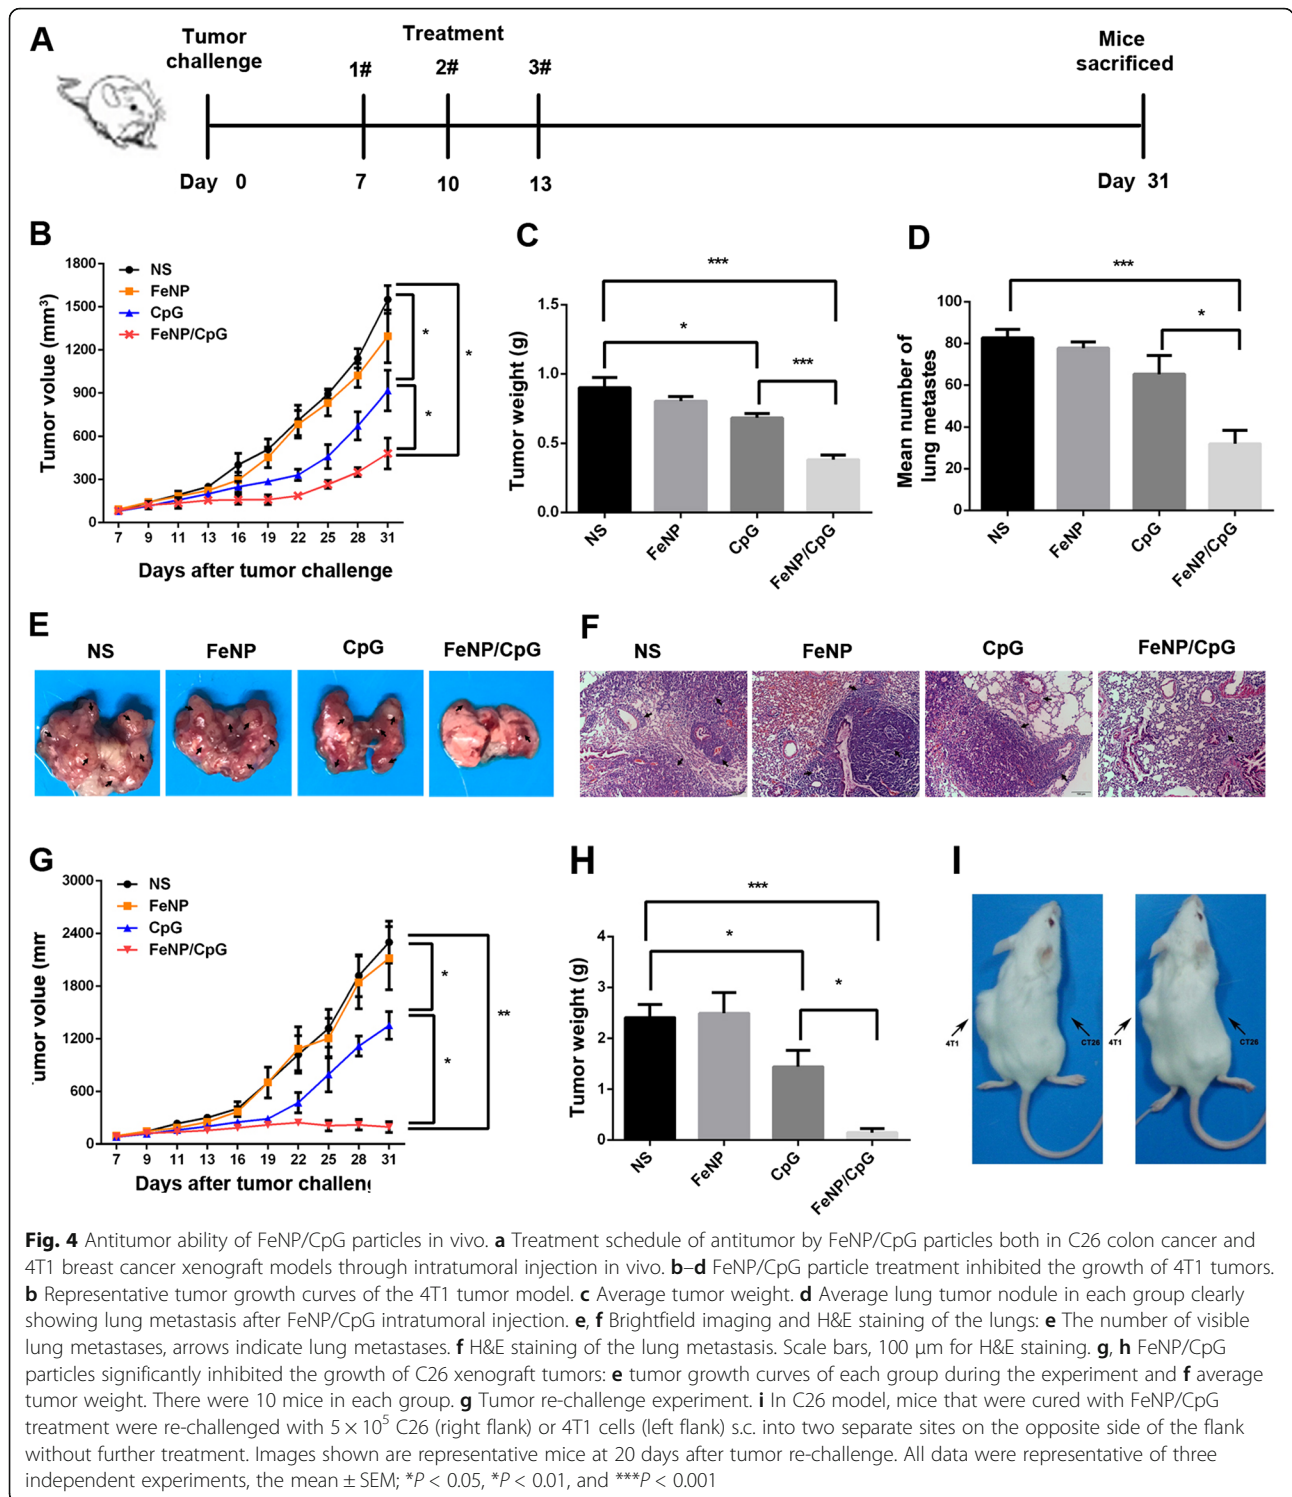 A
Tumor
challenge
Treatment
1#
2#
3#
Mice
sacrificed
Day 0
7
10
13
Day 31
B
NS
FeNP
CpG
FeNP/CpG
Tumor volue (mm³)
1800
1500
1200
900
600
300
0
7 9 11 13 16 19 22 25 28 31
Days after tumor challenge
*
*
*
C
Tumor weight (g)
1.5
1.0
0.5
0.0
***
*
***
NS
FeNP
CpG
FeNP/CpG
D
Mean number of
lung metastes
100
80
60
40
20
0
***
*
NS
FeNP
CpG
FeNP/CpG
E
NS
FeNP
CpG
FeNP/CpG
F
NS
FeNP
CpG
FeNP/CpG
G
NS
FeNP
CpG
FeNP/CpG
umor volue (mm
3000
2400
1800
1200
600
0
7 9 11 13 16 19 22 25 28 31
Days after tumor challeng
*
*
**
H
Tumor weight (g)
4
3
2
1
0
***
*
*
NS
FeNP
CpG
FeNP/CpG
I
4T1
CT26
4T1
CT26
Fig. 4 Antitumor ability of FeNP/CpG particles in vivo. a Treatment schedule of antitumor by FeNP/CpG particles both in C26 colon cancer and
4T1 breast cancer xenograft models through intratumoral injection in vivo. b–d FeNP/CpG particle treatment inhibited the growth of 4T1 tumors.
b Representative tumor growth curves of the 4T1 tumor model. c Average tumor weight. d Average lung tumor nodule in each group clearly
showing lung metastasis after FeNP/CpG intratumoral injection. e, f Brightfield imaging and H&E staining of the lungs: e The number of visible
lung metastases, arrows indicate lung metastases. f H&E staining of the lung metastasis. Scale bars, 100 μm for H&E staining. g, h FeNP/CpG
particles significantly inhibited the growth of C26 xenograft tumors: e tumor growth curves of each group during the experiment and f average
tumor weight. There were 10 mice in each group. g Tumor re-challenge experiment. i In C26 model, mice that were cured with FeNP/CpG
treatment were re-challenged with 5 × 10⁵ C26 (right flank) or 4T1 cells (left flank) s.c. into two separate sites on the opposite side of the flank
without further treatment. Images shown are representative mice at 20 days after tumor re-challenge. All data were representative of three
independent experiments, the mean ± SEM; *P < 0.05, *P < 0.01, and ***P < 0.001